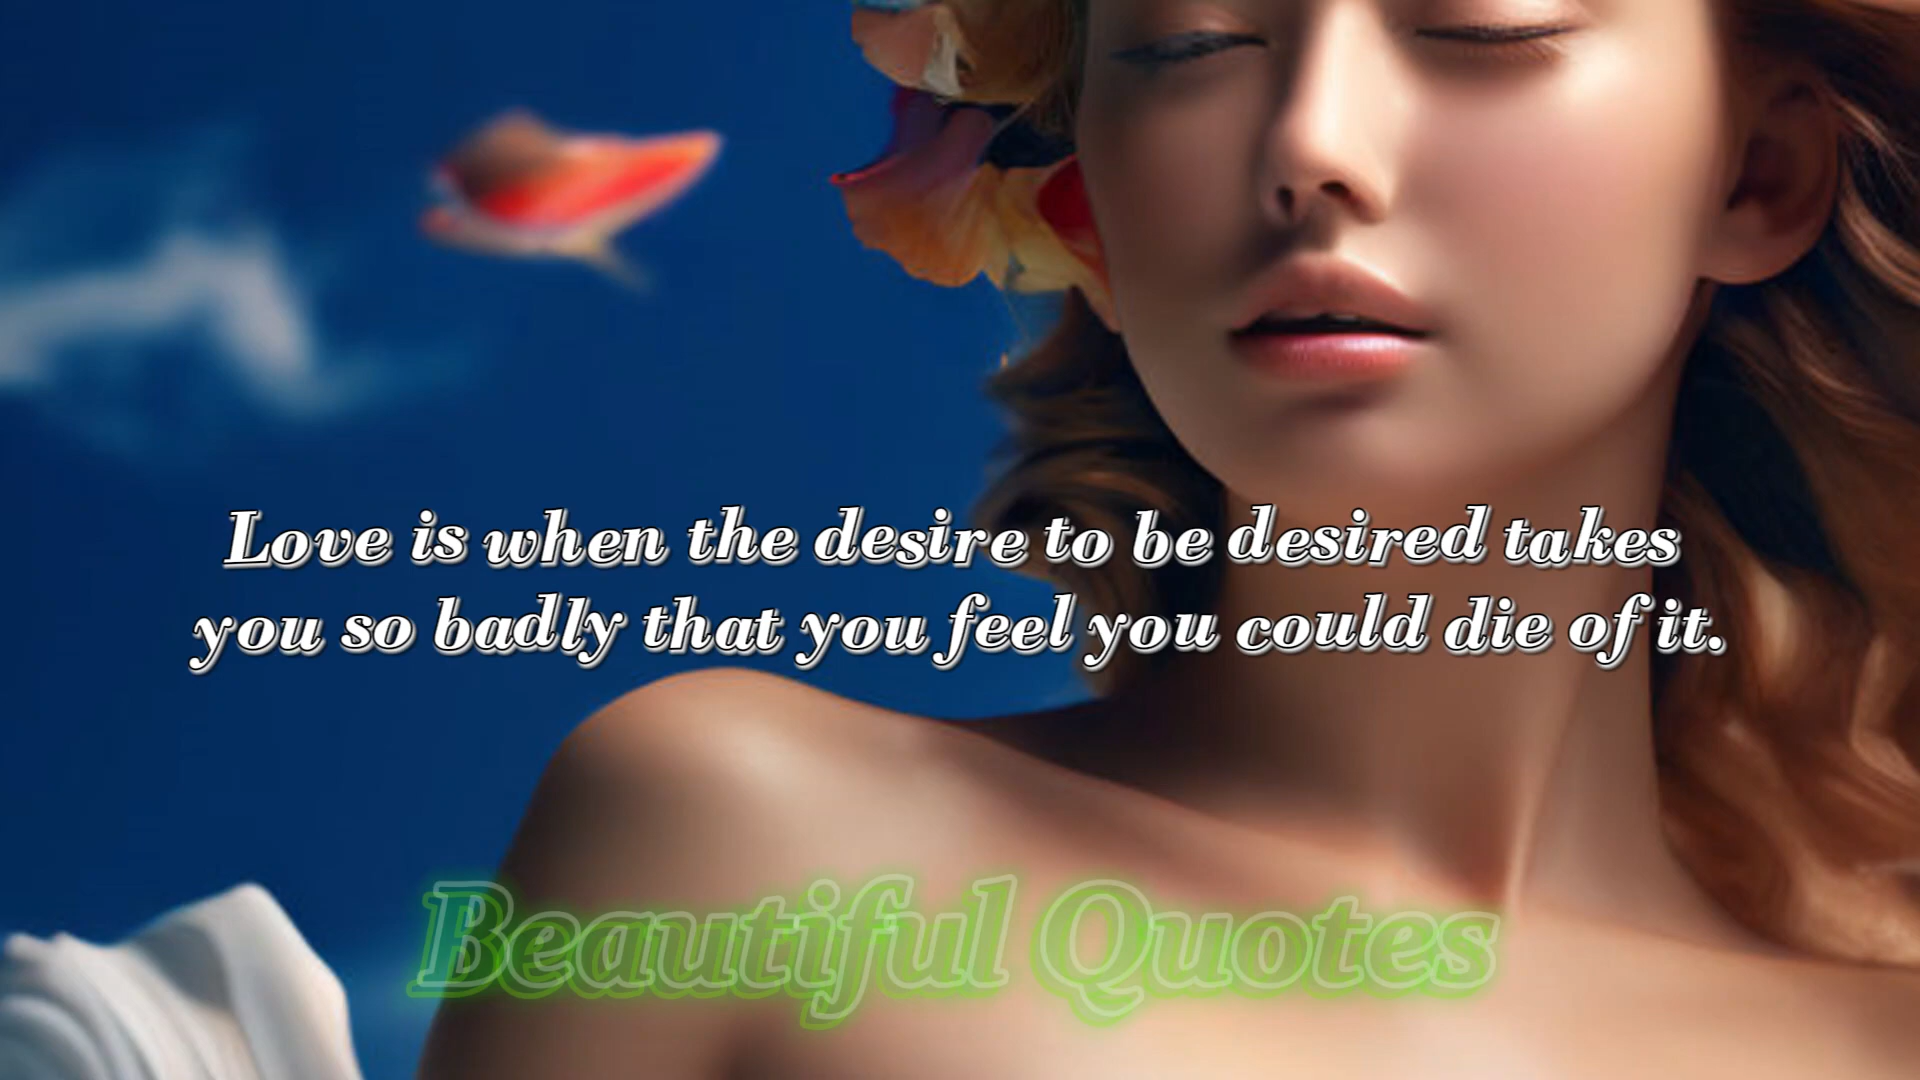 Love is when the desire to be desired takes
you so badly that you feel you could die of it.
Beautiful Quotes